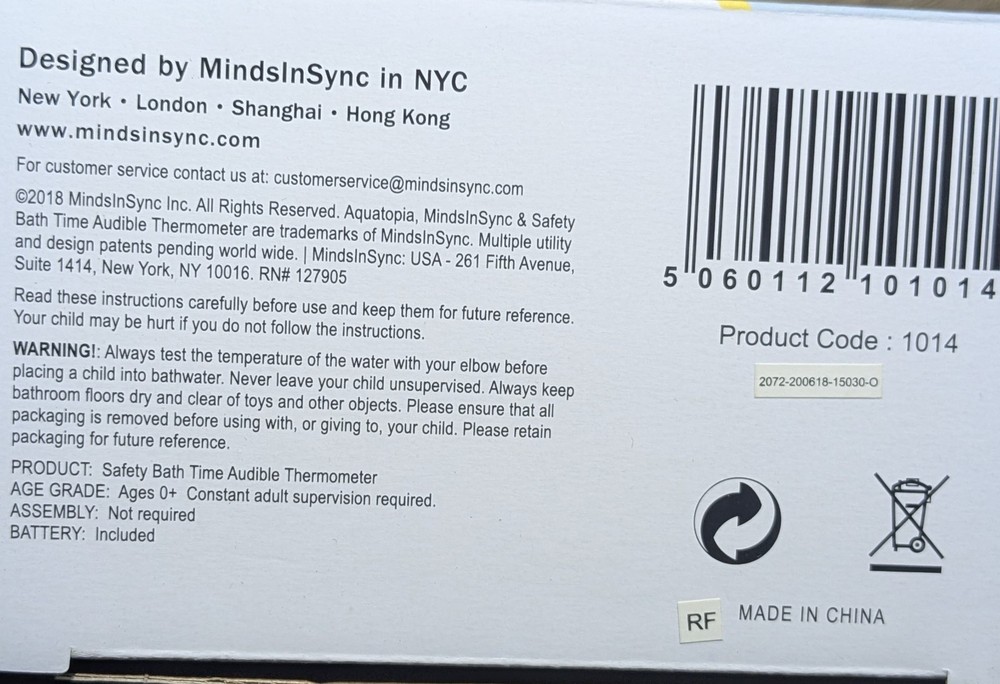 Designed by MindsInSync in NYC
New York • London • Shanghai • Hong Kong
www.mindsinsync.com
For customer service contact us at: customerservice@mindsinsync.com
©2018 MindsInSync Inc. All Rights Reserved. Aquatopia, MindsInSync & Safety
Bath Time Audible Thermometer are trademarks of MindsInSync. Multiple utility
and design patents pending world wide. | MindsInSync: USA - 261 Fifth Avenue,
Suite 1414, New York, NY 10016. RN# 127905
Read these instructions carefully before use and keep them for future reference.
Your child may be hurt if you do not follow the instructions.
WARNING!: Always test the temperature of the water with your elbow before
placing a child into bathwater. Never leave your child unsupervised. Always keep
bathroom floors dry and clear of toys and other objects. Please ensure that all
packaging is removed before using with, or giving to, your child. Please retain
packaging for future reference.
PRODUCT: Safety Bath Time Audible Thermometer
AGE GRADE: Ages 0+ Constant adult supervision required.
ASSEMBLY: Not required
BATTERY: Included
5 060112 101014
Product Code : 1014
2072-200618-15030-O
RF
MADE IN CHINA